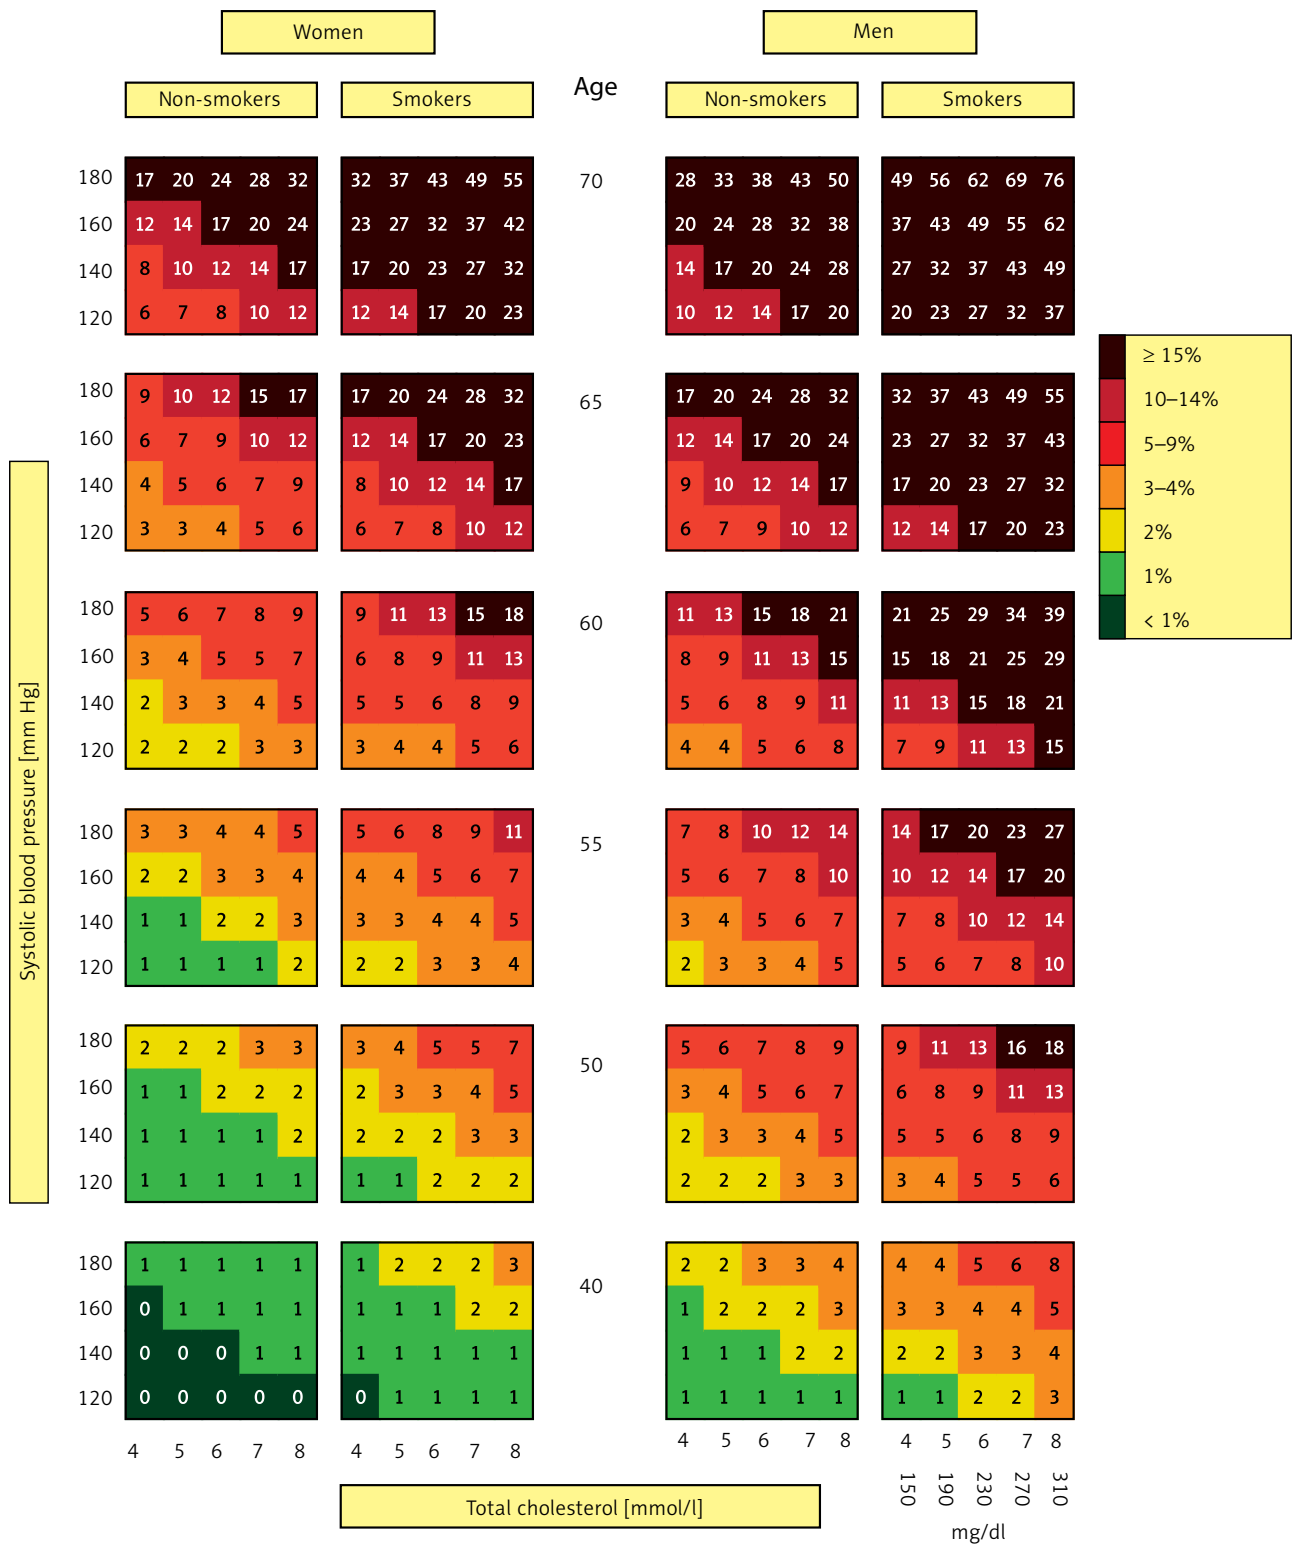 Women Men
Non-smokers Smokers Age Non-smokers Smokers
180 17 20 24 28 32 32 37 43 49 55 70 28 33 38 43 50 49 56 62 69 76
160 12 14 17 20 24 23 27 32 37 42 20 24 28 32 38 37 43 49 55 62
140 8 10 12 14 17 17 20 23 27 32 14 17 20 24 28 27 32 37 43 49
120 6 7 8 10 12 12 14 17 20 23 10 12 14 17 20 20 23 27 32 37
180 9 10 12 15 17 17 20 24 28 32 65 17 20 24 28 32 32 37 43 49 55
160 6 7 9 10 12 12 14 17 20 23 12 14 17 20 24 23 27 32 37 43
140 4 5 6 7 9 8 10 12 14 17 9 10 12 14 17 17 20 23 27 32
120 3 3 4 5 6 6 7 8 10 12 6 7 9 10 12 12 14 17 20 23
180 5 6 7 8 9 9 11 13 15 18 60 11 13 15 18 21 21 25 29 34 39
160 3 4 5 5 7 6 8 9 11 13 8 9 11 13 15 15 18 21 25 29
140 2 3 3 4 5 5 5 6 8 9 5 6 8 9 11 11 13 15 18 21
120 2 2 2 3 3 3 4 4 5 6 4 4 5 6 8 7 9 11 13 15
180 3 3 4 4 5 5 6 8 9 11 55 7 8 10 12 14 14 17 20 23 27
160 2 2 3 3 4 4 4 5 6 7 5 6 7 8 10 10 12 14 17 20
140 1 1 2 2 3 3 3 4 4 5 3 4 5 6 7 7 8 10 12 14
120 1 1 1 1 2 2 2 3 3 4 2 3 3 4 5 5 6 7 8 10
180 2 2 2 3 3 3 4 5 5 7 50 5 6 7 8 9 9 11 13 16 18
160 1 1 2 2 2 2 3 3 4 5 3 4 5 6 7 6 8 9 11 13
140 1 1 1 1 2 2 2 2 3 3 2 3 3 4 5 5 5 6 8 9
120 1 1 1 1 1 1 1 2 2 2 2 2 2 3 3 3 4 5 5 6
180 1 1 1 1 1 1 2 2 2 3 40 2 2 3 3 4 4 4 5 6 8
160 0 1 1 1 1 1 1 1 2 2 1 2 2 2 3 3 3 4 4 5
140 0 0 0 1 1 1 1 1 1 1 1 1 1 2 2 2 2 3 3 4
120 0 0 0 0 0 0 1 1 1 1 1 1 1 1 1 1 1 2 2 3
4 5 6 7 8 4 5 6 7 8 4 5 6 7 8 4 5 6 7 8
150 190 230 270 310
mg/dl
Total cholesterol [mmol/l]
Systolic blood pressure [mm Hg]
≥ 15%
10–14%
5–9%
3–4%
2%
1%
< 1%